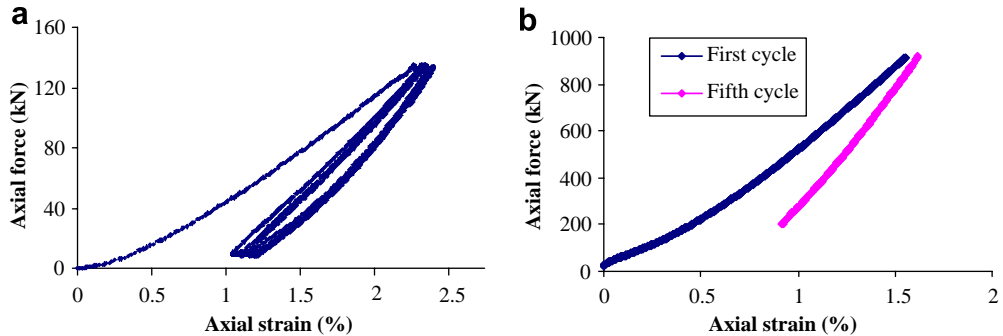 a
160
120
80
40
0
Axial force (kN)
0 0.5 1 1.5 2 2.5
Axial strain (%)
b
1000
800
600
400
200
0
Axial force (kN)
First cycle
Fifth cycle
0 0.5 1 1.5 2
Axial strain (%)